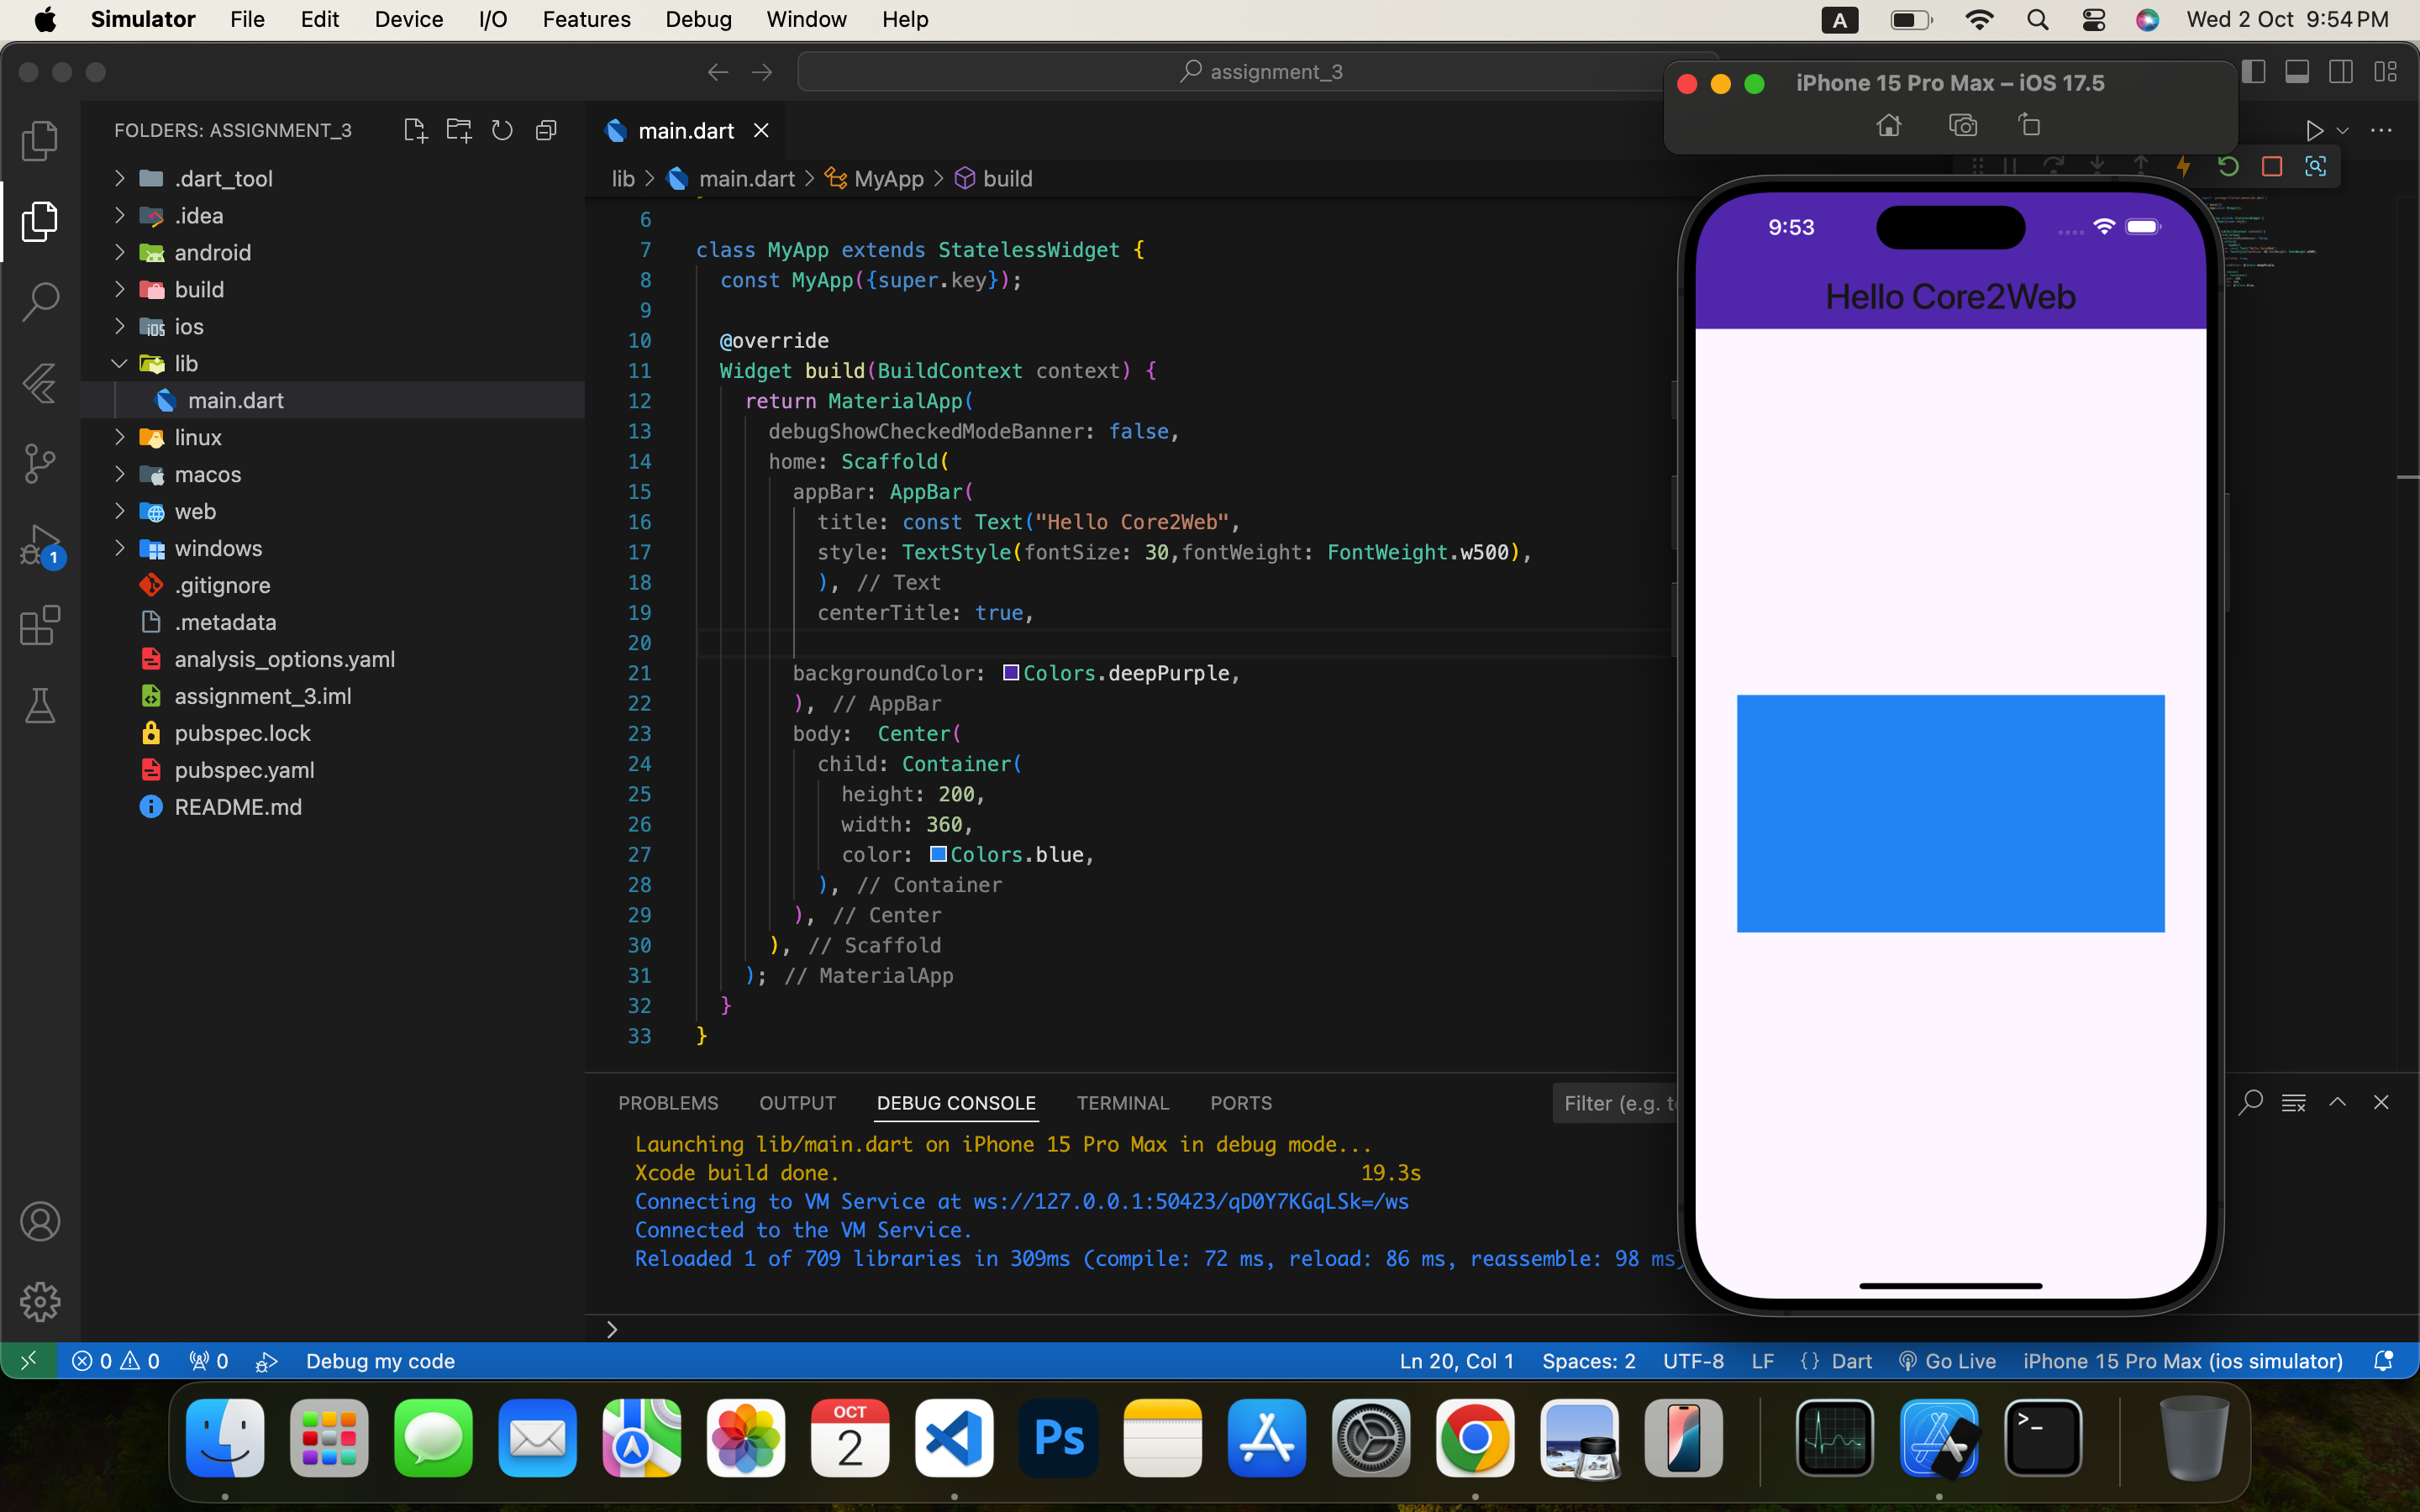 Simulator File Edit Device I/O Features Debug Window Help A Wed 2 Oct 9:54 PM
assignment_3
iPhone 15 Pro Max – iOS 17.5
FOLDERS: ASSIGNMENT_3
.dart_tool
.idea
android
build
iOS ios
lib
main.dart
linux
macos
web
windows
.gitignore
.metadata
analysis_options.yaml
assignment_3.iml
pubspec.lock
pubspec.yaml
README.md
1
main.dart
lib > main.dart > MyApp > build
6
7 class MyApp extends StatelessWidget {
8 const MyApp({super.key});
9
10 @override
11 Widget build(BuildContext context) {
12 return MaterialApp(
13 debugShowCheckedModeBanner: false,
14 home: Scaffold(
15 appBar: AppBar(
16 title: const Text("Hello Core2Web",
17 style: TextStyle(fontSize: 30,fontWeight: FontWeight.w500),
18 ), // Text
19 centerTitle: true,
20
21 backgroundColor: Colors.deepPurple,
22 ), // AppBar
23 body:  Center(
24 child: Container(
25 height: 200,
26 width: 360,
27 color: Colors.blue,
28 ), // Container
29 ), // Center
30 ), // Scaffold
31 ); // MaterialApp
32 }
33 }
9:53
Hello Core2Web
PROBLEMS OUTPUT DEBUG CONSOLE TERMINAL PORTS Filter (e.g.
Launching lib/main.dart on iPhone 15 Pro Max in debug mode...
Xcode build done. 19.3s
Connecting to VM Service at ws://127.0.0.1:50423/qD0Y7KGqLSk=/ws
Connected to the VM Service.
Reloaded 1 of 709 libraries in 309ms (compile: 72 ms, reload: 86 ms, reassemble: 98 ms)
>
0 0 0 Debug my code Ln 20, Col 1 Spaces: 2 UTF-8 LF {} Dart Go Live iPhone 15 Pro Max (ios simulator)
OCT
2
Ps
>_